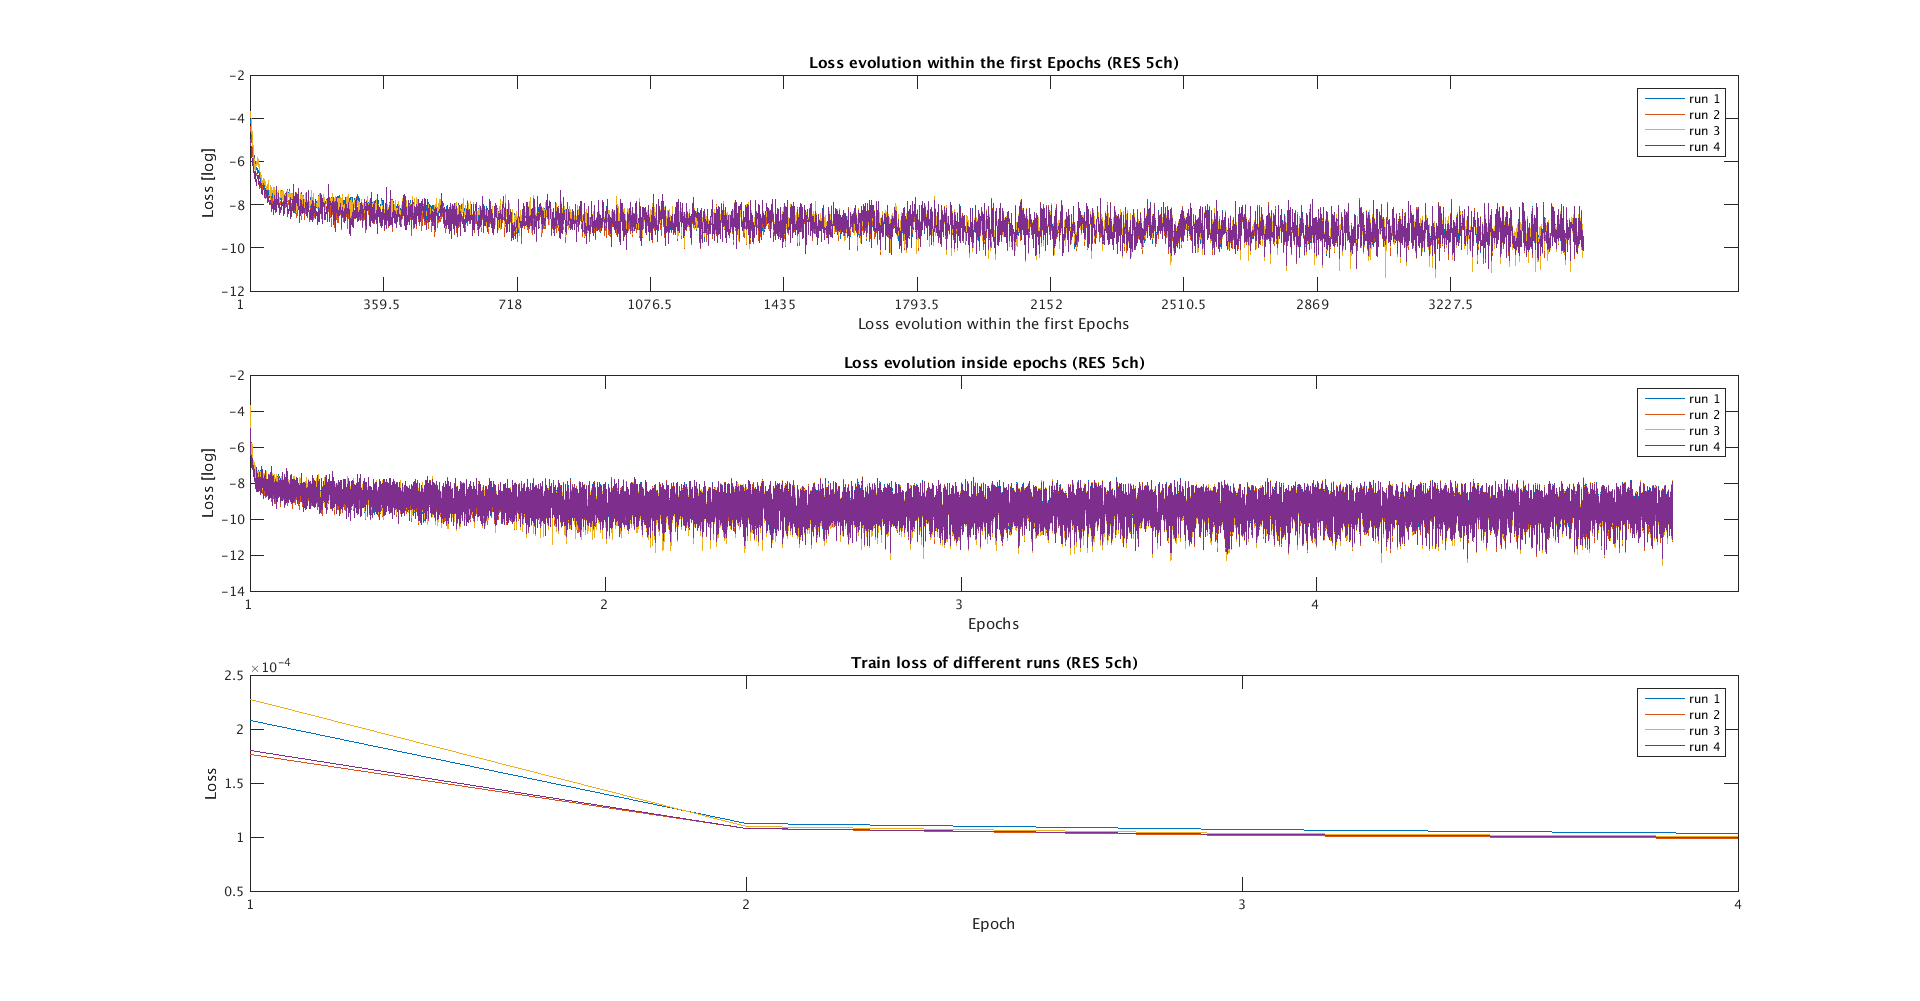 Loss evolution within the first Epochs (RES 5ch)
-2
-4
-6
-8
-10
-12
Loss [log]
run 1
run 2
run 3
run 4
1 359.5 718 1076.5 1435 1793.5 2152 2510.5 2869 3227.5
Loss evolution within the first Epochs
Loss evolution inside epochs (RES 5ch)
-2
-4
-6
-8
-10
-12
-14
Loss [log]
run 1
run 2
run 3
run 4
1 2 3 4
Epochs
Train loss of different runs (RES 5ch)
×10⁻⁴
2.5
2
1.5
1
0.5
Loss
run 1
run 2
run 3
run 4
1 2 3 4
Epoch